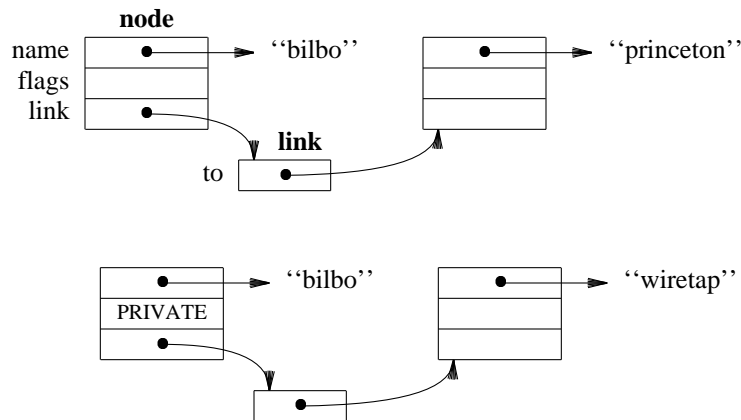 node
name ‘‘bilbo’’ ‘‘princeton’’
flags
link
link
to
‘‘bilbo’’ ‘‘wiretap’’
PRIVATE